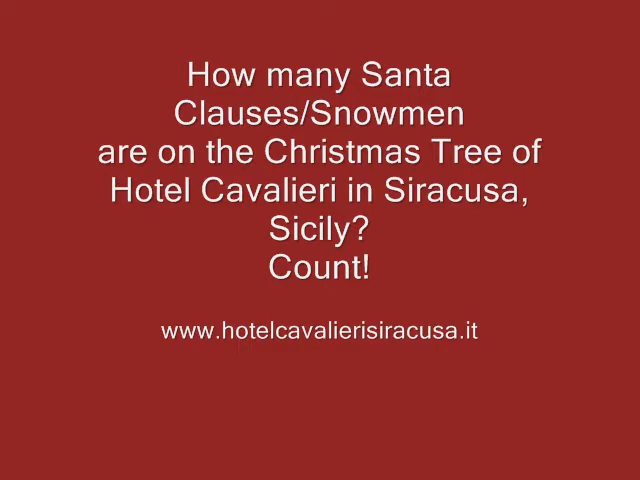 How many Santa
Clauses/Snowmen
are on the Christmas Tree of
Hotel Cavalieri in Siracusa,
Sicily?
Count!
www.hotelcavalierisiracusa.it